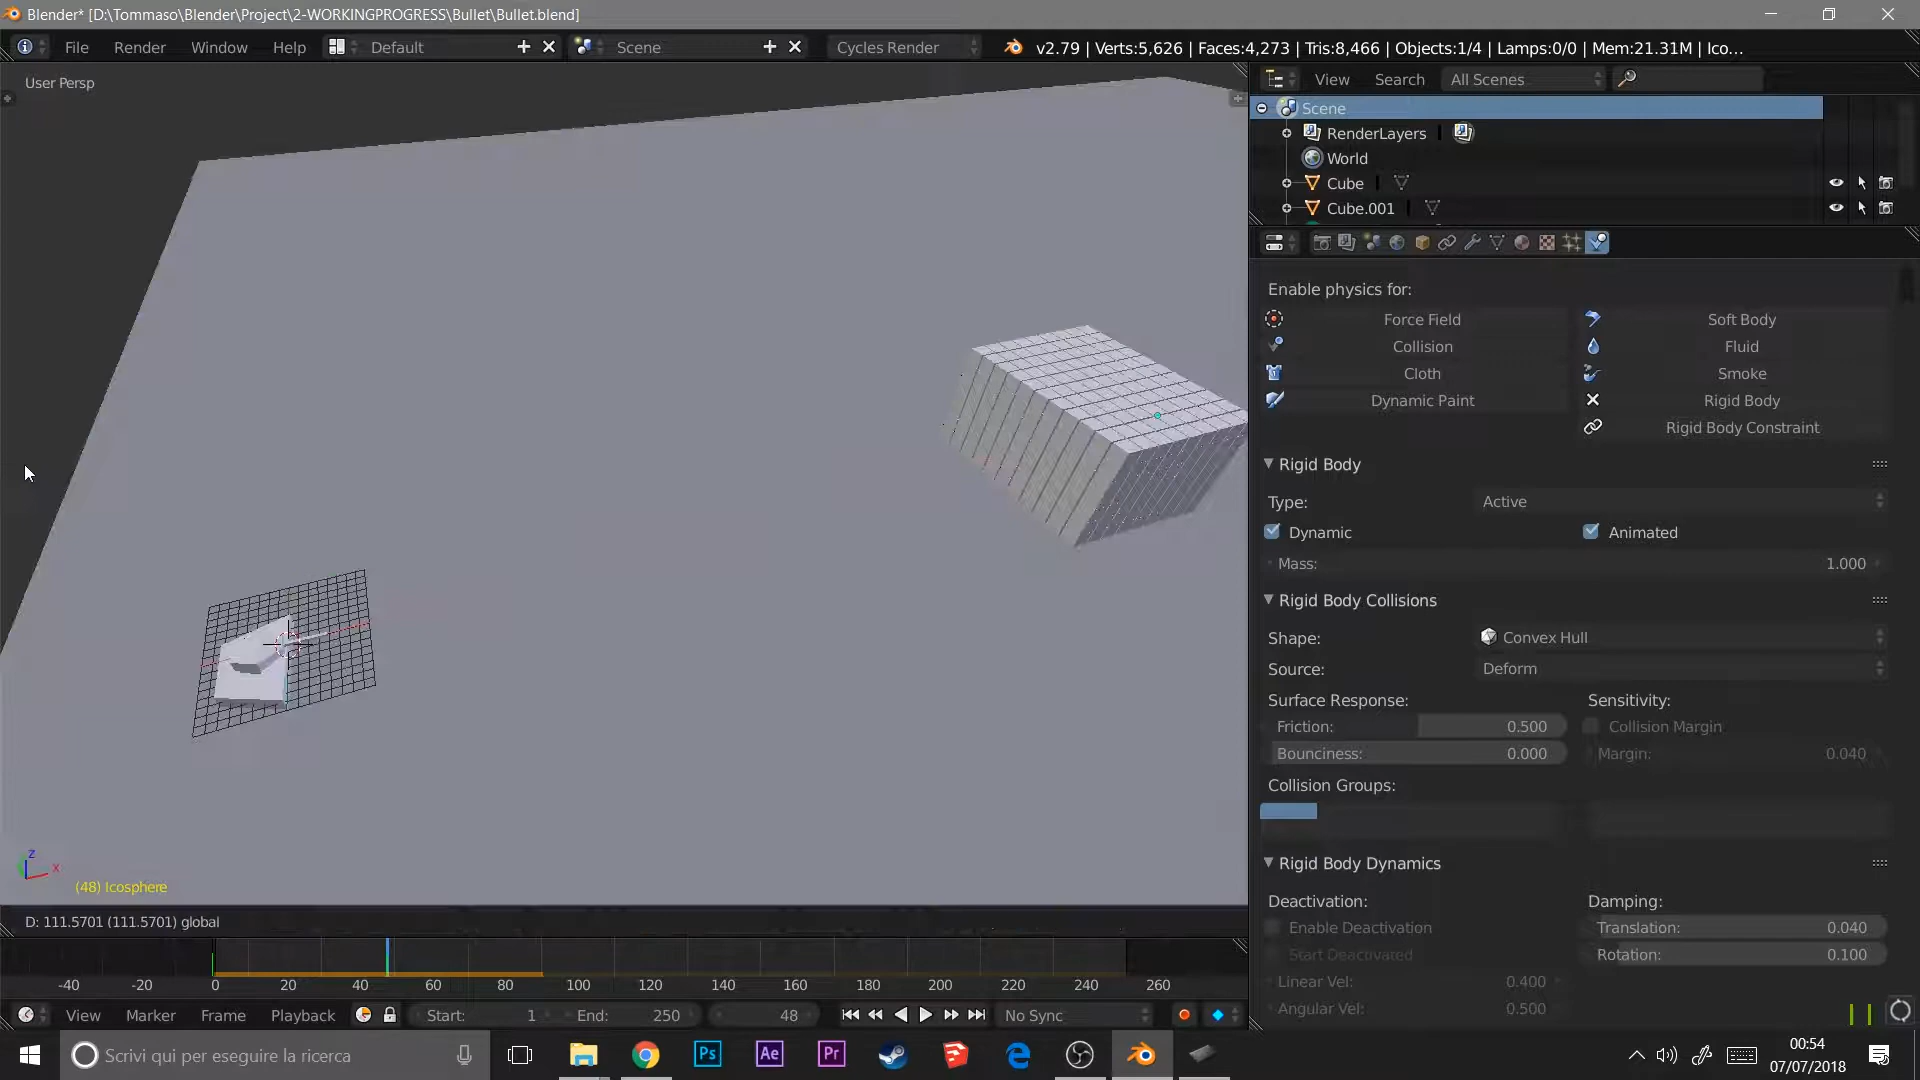 Blender* [D:\Tommaso\Blender\Project\2-WORKINGPROGRESS\Bullet\Bullet.blend]
File Render Window Help Default Scene Cycles Render v2.79 | Verts:5,626 | Faces:4,273 | Tris:8,466 | Objects:1/4 | Lamps:0/0 | Mem:21.31M | Ico...
User Persp
View Search All Scenes
Scene
RenderLayers
World
Cube
Cube.001
Enable physics for:
Force Field Soft Body
Collision Fluid
Cloth Smoke
Dynamic Paint Rigid Body
Rigid Body Constraint
Rigid Body
Type: Active
Dynamic Animated
Mass: 1.000
Rigid Body Collisions
Shape: Convex Hull
Source: Deform
Surface Response: Sensitivity:
Friction: 0.500 Collision Margin
Bounciness: 0.000 Margin: 0.040
Collision Groups:
Rigid Body Dynamics
Deactivation: Damping:
Enable Deactivation Translation: 0.040
Start Deactivated Rotation: 0.100
Linear Vel: 0.400
Angular Vel: 0.500
z
x
(48) Icosphere
D: 111.5701 (111.5701) global
-40 -20 0 20 40 60 80 100 120 140 160 180 200 220 240 260
View Marker Frame Playback Start: 1 End: 250 48 No Sync
Scrivi qui per eseguire la ricerca
Ps Ae Pr
00:54
07/07/2018